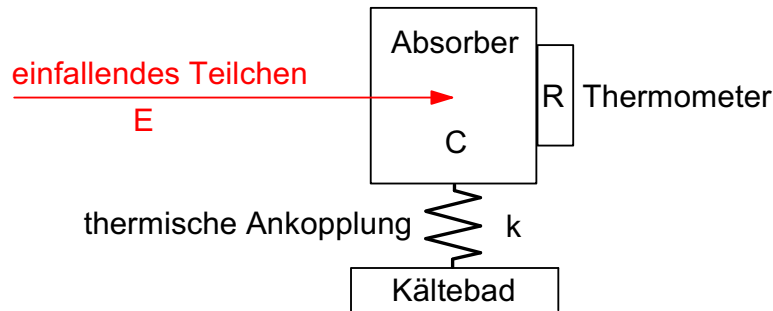 Absorber
einfallendes Teilchen
E
R Thermometer
C
thermische Ankopplung
k
Kältebad